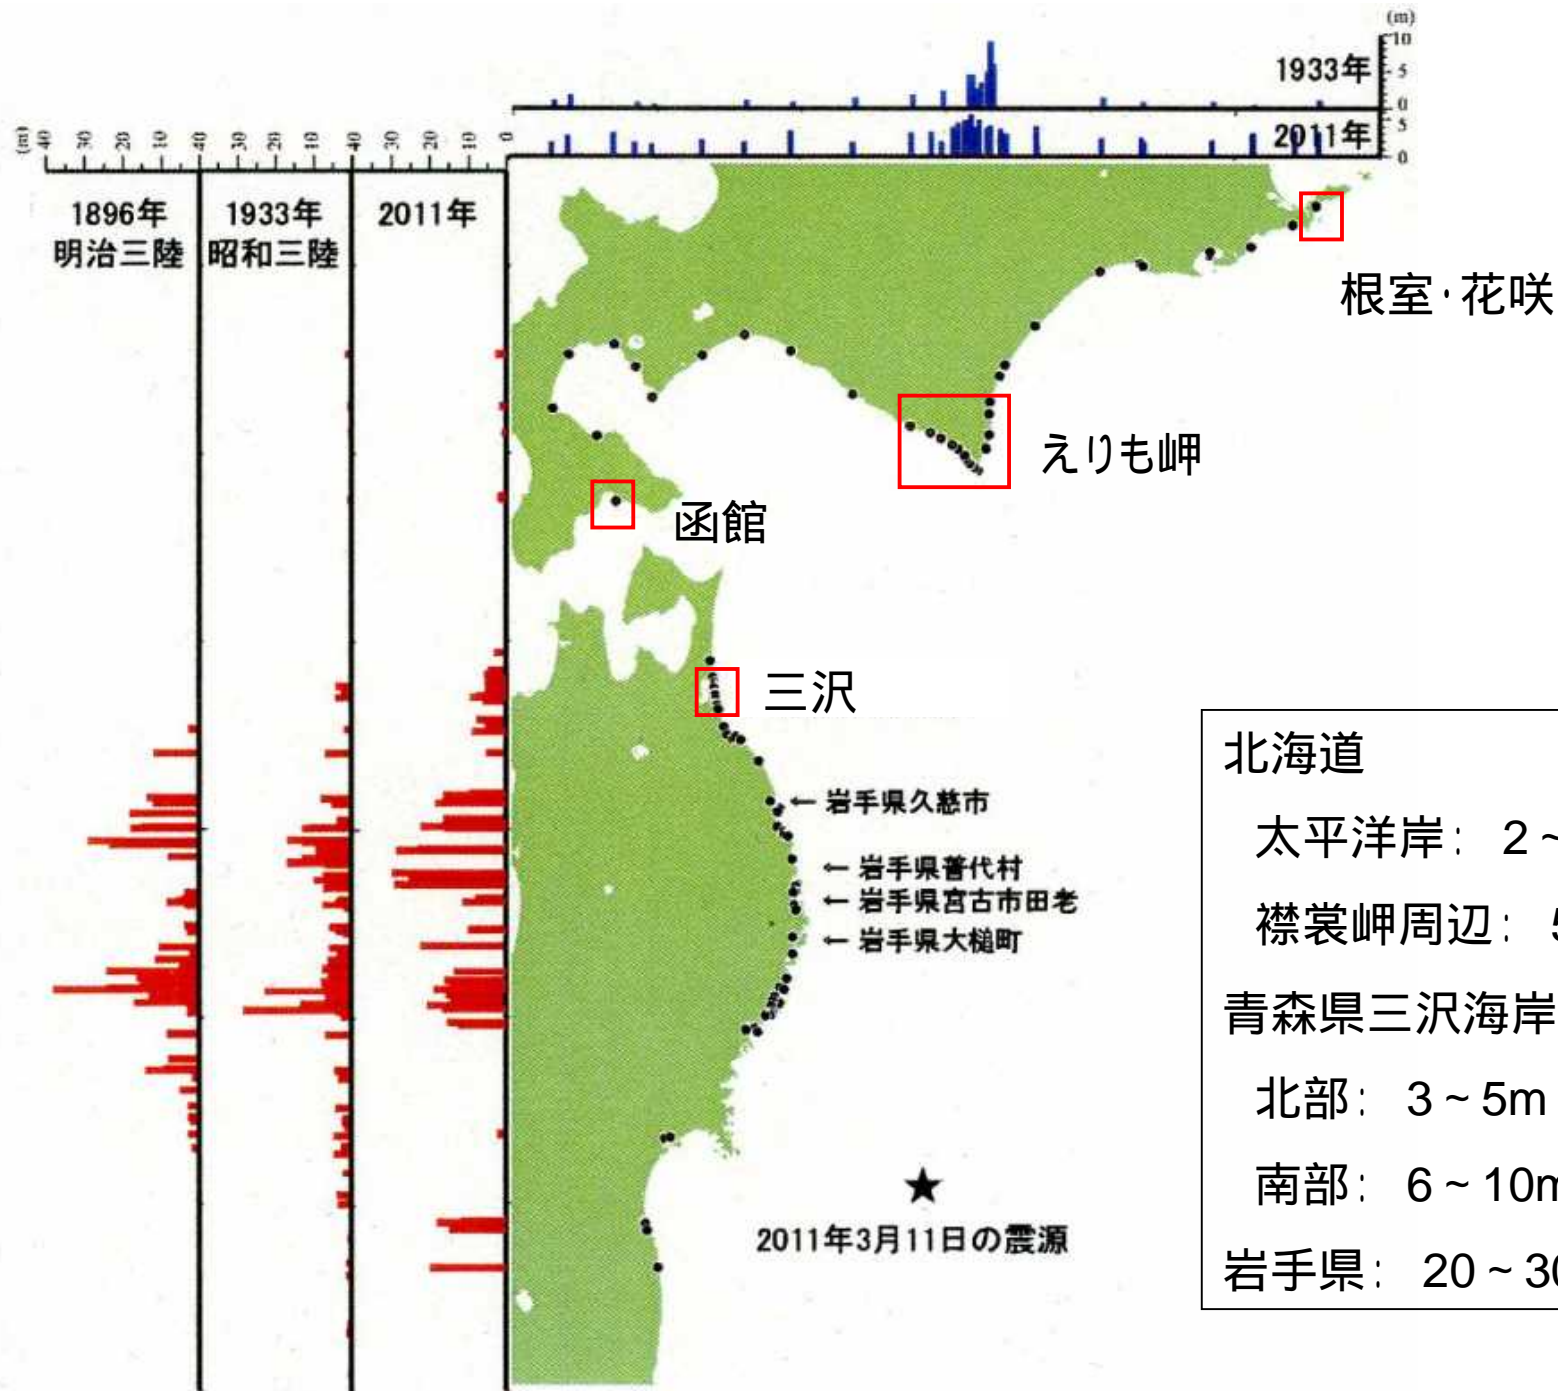 (m)
10
5
0
1933年
5
0
2011年
(m)
40
30
20
10
40
30
20
10
40
30
20
10
0
1896年
明治三陸
1933年
昭和三陸
2011年
根室・花咲
えりも岬
函館
三沢
← 岩手県久慈市
← 岩手県普代村
← 岩手県宮古市田老
← 岩手県大槌町
★
2011年3月11日の震源
北海道
太平洋岸: 2~
襟裳岬周辺: 5
青森県三沢海岸
北部: 3~5m
南部: 6~10m
岩手県: 20~30